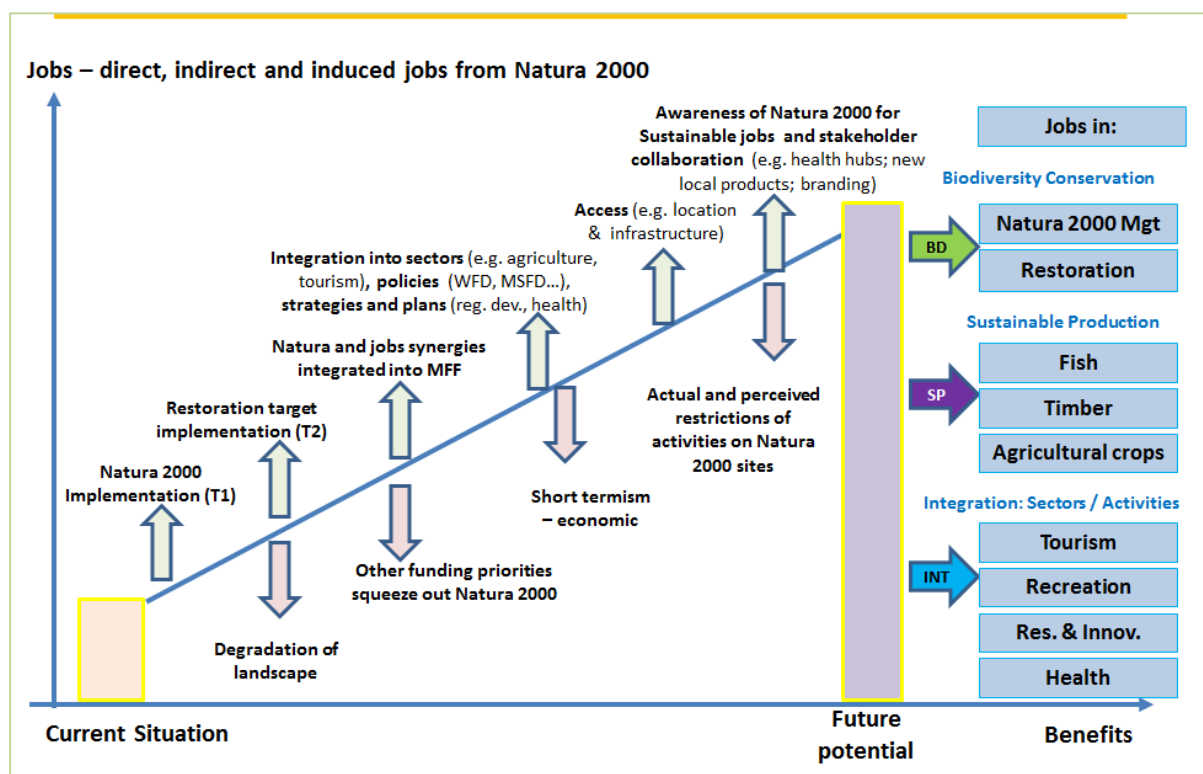 Jobs – direct, indirect and induced jobs from Natura 2000
Awareness of Natura 2000 for
Sustainable jobs and stakeholder
collaboration (e.g. health hubs; new
local products; branding)
Access (e.g. location
& infrastructure)
Integration into sectors (e.g. agriculture,
tourism), policies (WFD, MSFD...),
strategies and plans (reg. dev., health)
Natura and jobs synergies
integrated into MFF
Restoration target
implementation (T2)
Natura 2000
Implementation (T1)
Degradation of
landscape
Other funding priorities
squeeze out Natura 2000
Short termism
– economic
Actual and perceived
restrictions of
activities on Natura
2000 sites
Jobs in:
Biodiversity Conservation
BD
Natura 2000 Mgt
Restoration
Sustainable Production
SP
Fish
Timber
Agricultural crops
Integration: Sectors / Activities
INT
Tourism
Recreation
Res. & Innov.
Health
Current Situation
Future
potential
Benefits